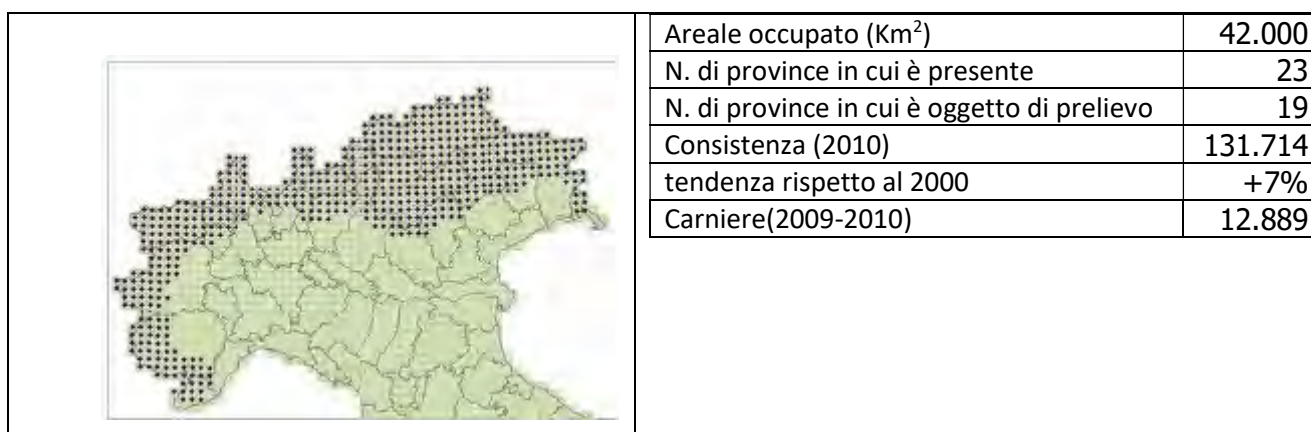 Areale occupato (Km²) 42.000
N. di province in cui è presente 23
N. di province in cui è oggetto di prelievo 19
Consistenza (2010) 131.714
tendenza rispetto al 2000 +7%
Carniere(2009-2010) 12.889